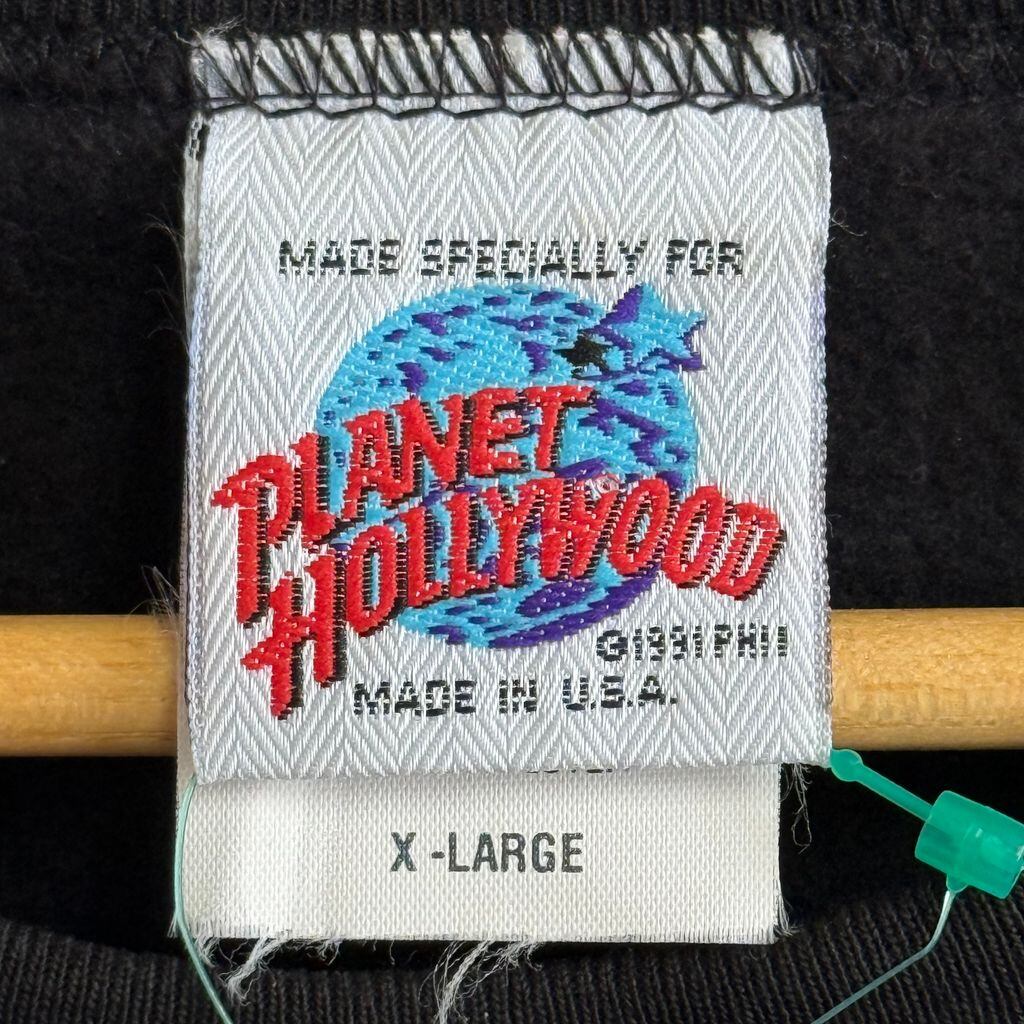 MADE SPECIALLY FOR
PLANET
HOLLYWOOD
©1991 PHII
MADE IN U.S.A.
X-LARGE